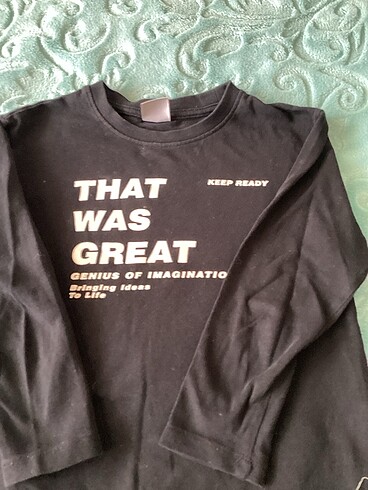 THAT
WAS
GREAT
KEEP READY
GENIUS OF IMAGINATIO
Bringing Ideas
To Life